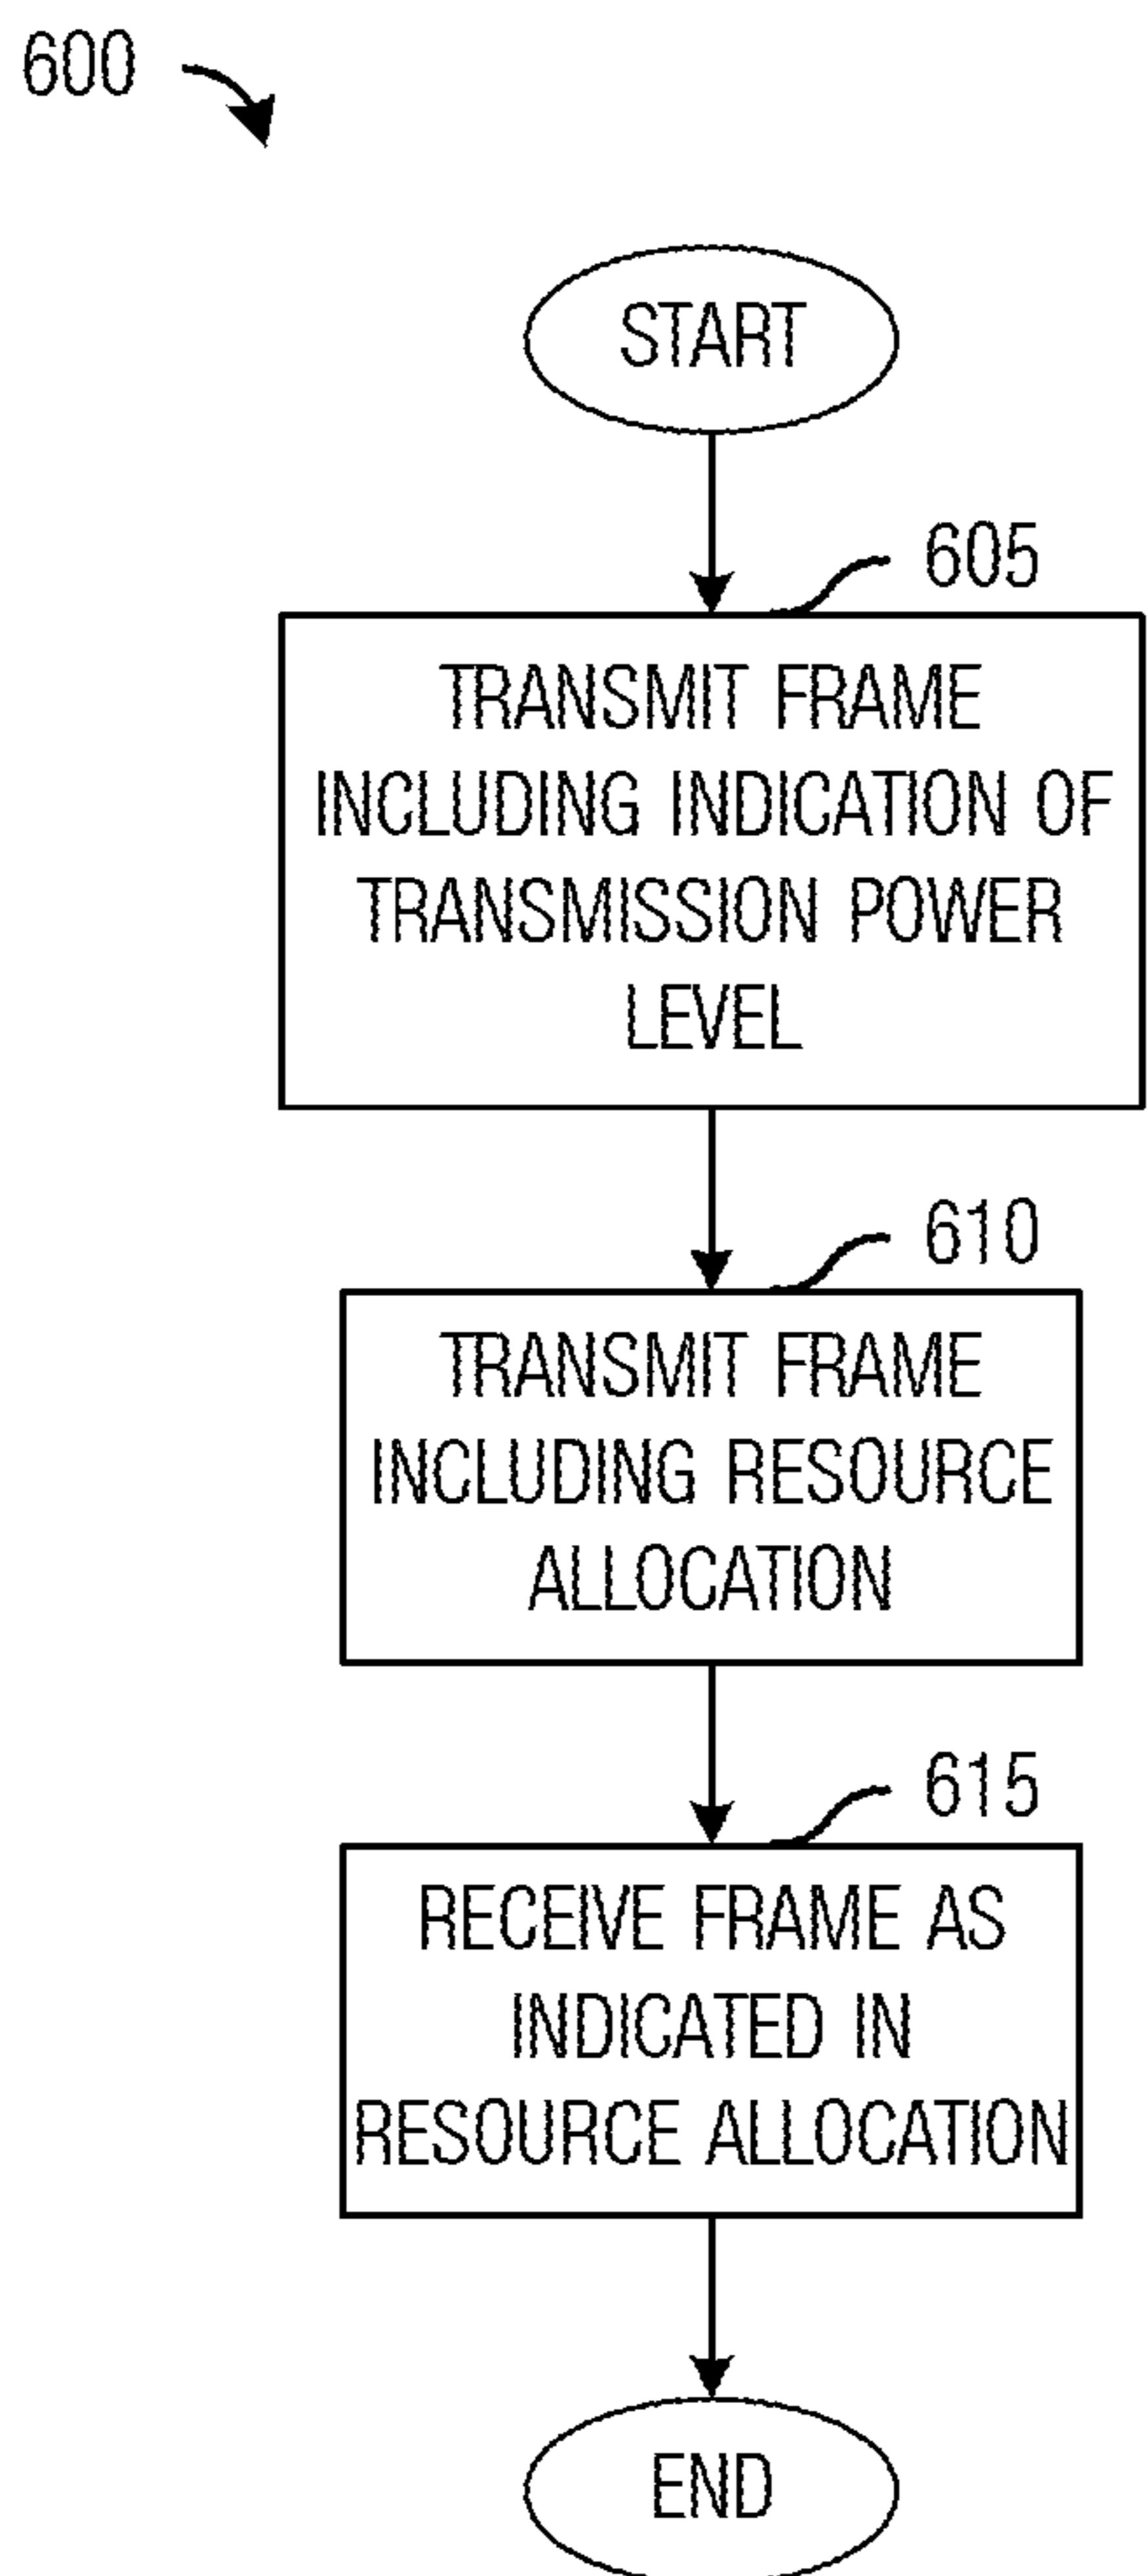 600
START
605
TRANSMIT FRAME
INCLUDING INDICATION OF
TRANSMISSION POWER
LEVEL
610
TRANSMIT FRAME
INCLUDING RESOURCE
ALLOCATION
615
RECEIVE FRAME AS
INDICATED IN
RESOURCE ALLOCATION
END